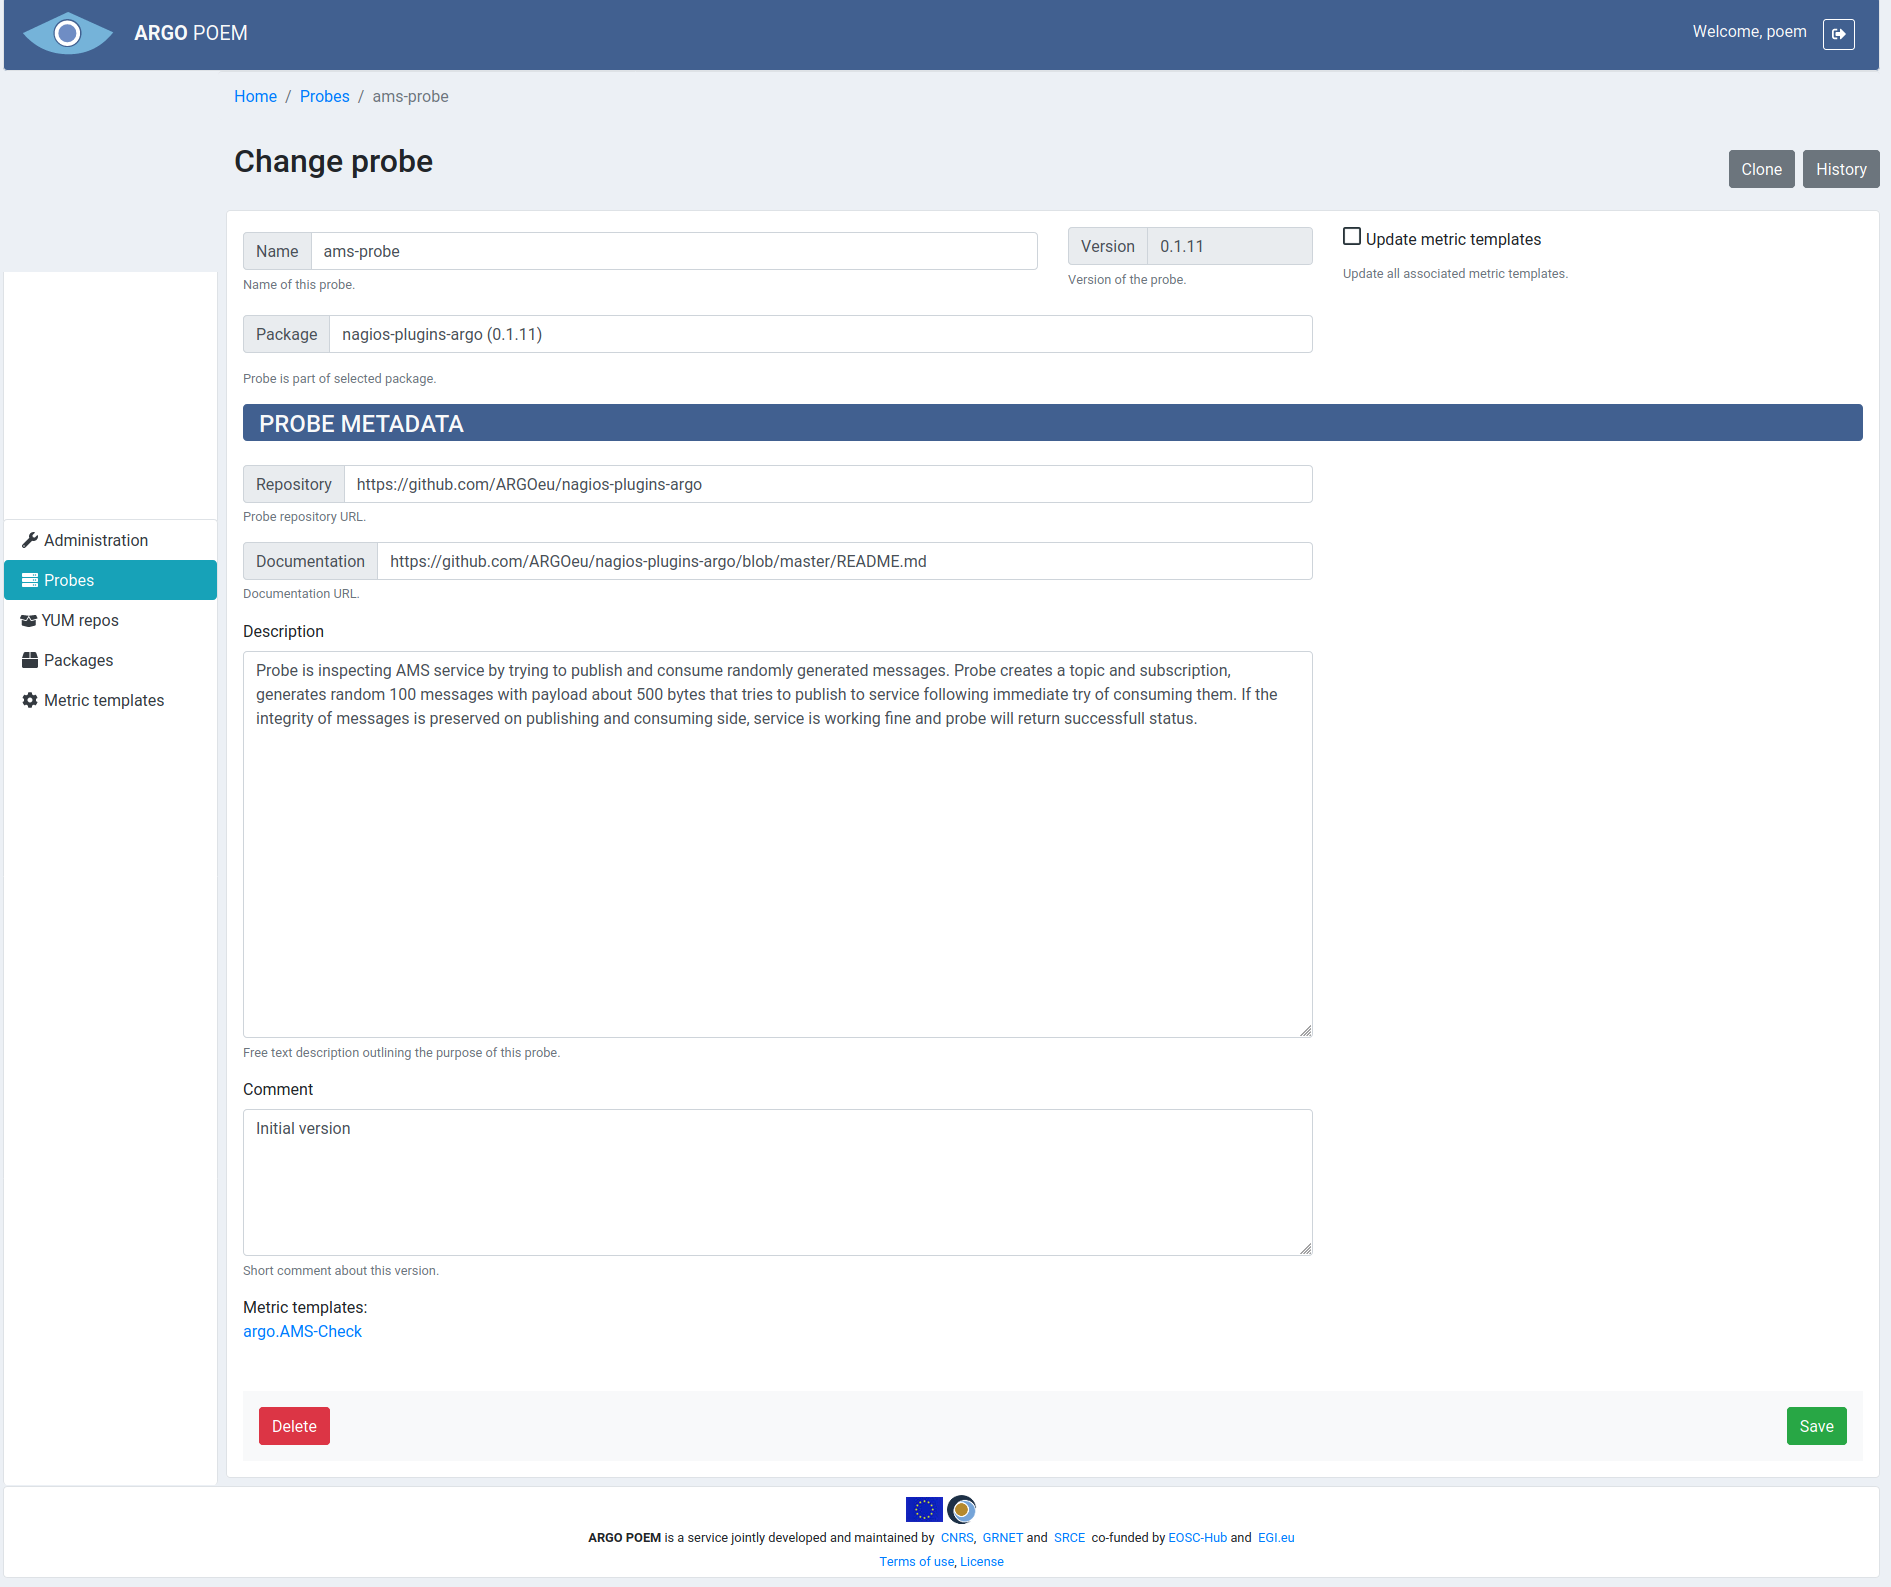 ARGO POEM
Welcome, poem
Home / Probes / ams-probe
Change probe
Clone
History
Name ams-probe
Name of this probe.
Version 0.1.11
Version of the probe.
Update metric templates
Update all associated metric templates.
Package nagios-plugins-argo (0.1.11)
Probe is part of selected package.
PROBE METADATA
Repository https://github.com/ARGOeu/nagios-plugins-argo
Probe repository URL.
Administration
Probes
YUM repos
Packages
Metric templates
Documentation https://github.com/ARGOeu/nagios-plugins-argo/blob/master/README.md
Documentation URL.
Description
Probe is inspecting AMS service by trying to publish and consume randomly generated messages. Probe creates a topic and subscription,
generates random 100 messages with payload about 500 bytes that tries to publish to service following immediate try of consuming them. If the
integrity of messages is preserved on publishing and consuming side, service is working fine and probe will return successfull status.
Free text description outlining the purpose of this probe.
Comment
Initial version
Short comment about this version.
Metric templates:
argo.AMS-Check
Delete
Save
ARGO POEM is a service jointly developed and maintained by CNRS, GRNET and SRCE co-funded by EOSC-Hub and EGI.eu
Terms of use, License